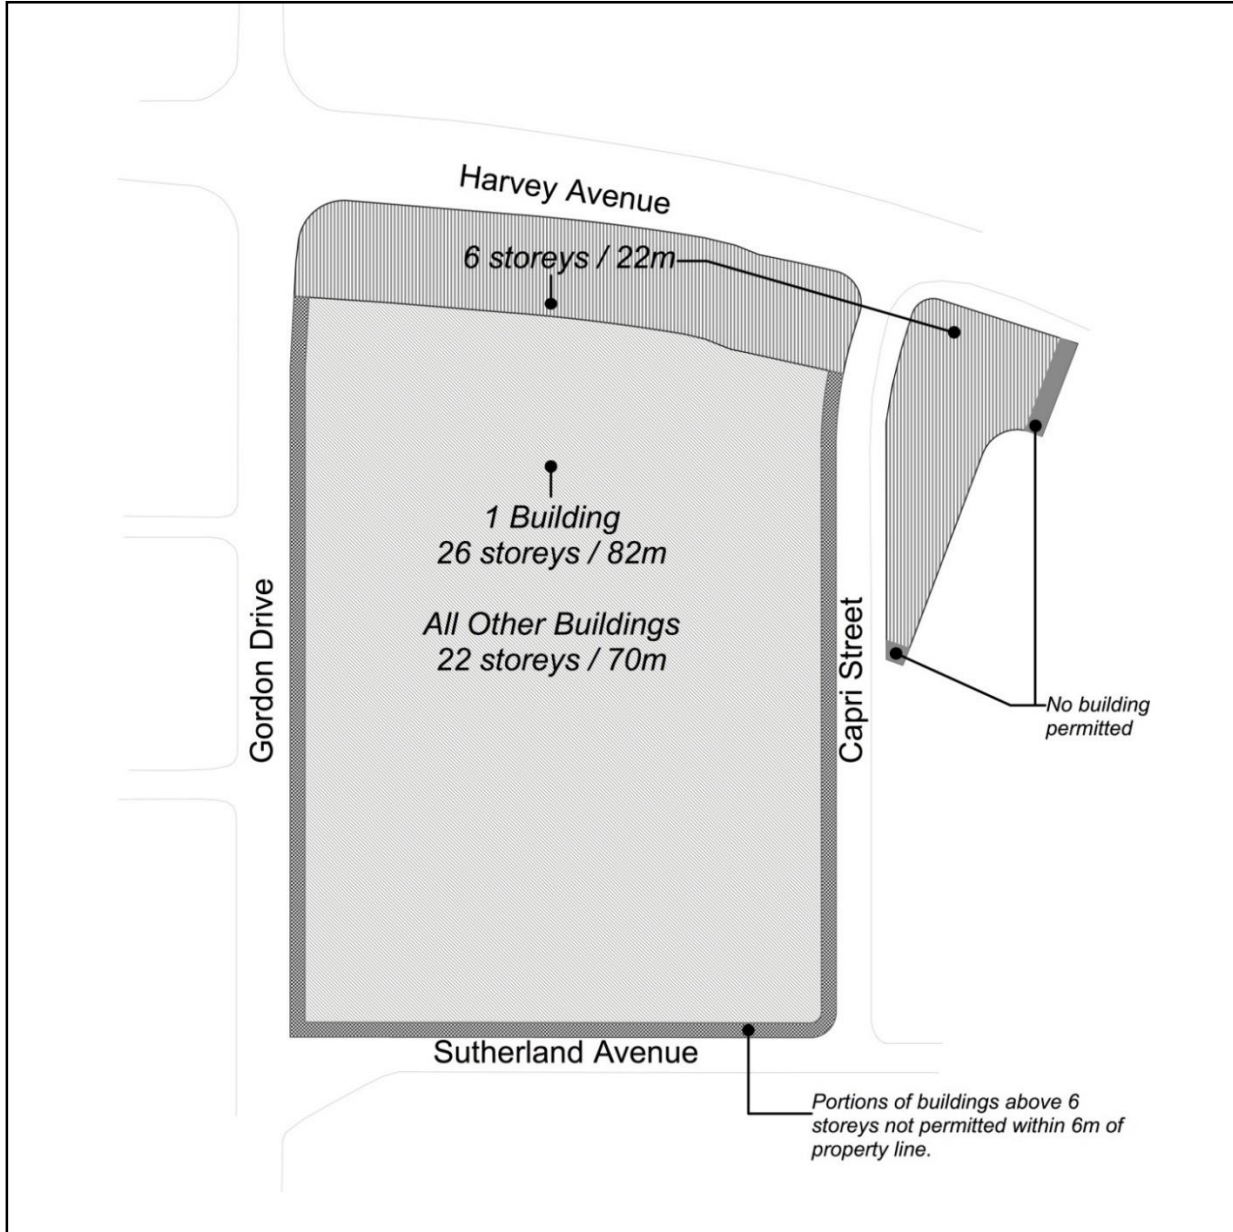 Harvey Avenue
6 storeys / 22m
1 Building
26 storeys / 82m
All Other Buildings
22 storeys / 70m
Gordon Drive
Capri Street
No building
permitted
Sutherland Avenue
Portions of buildings above 6
storeys not permitted within 6m of
property line.